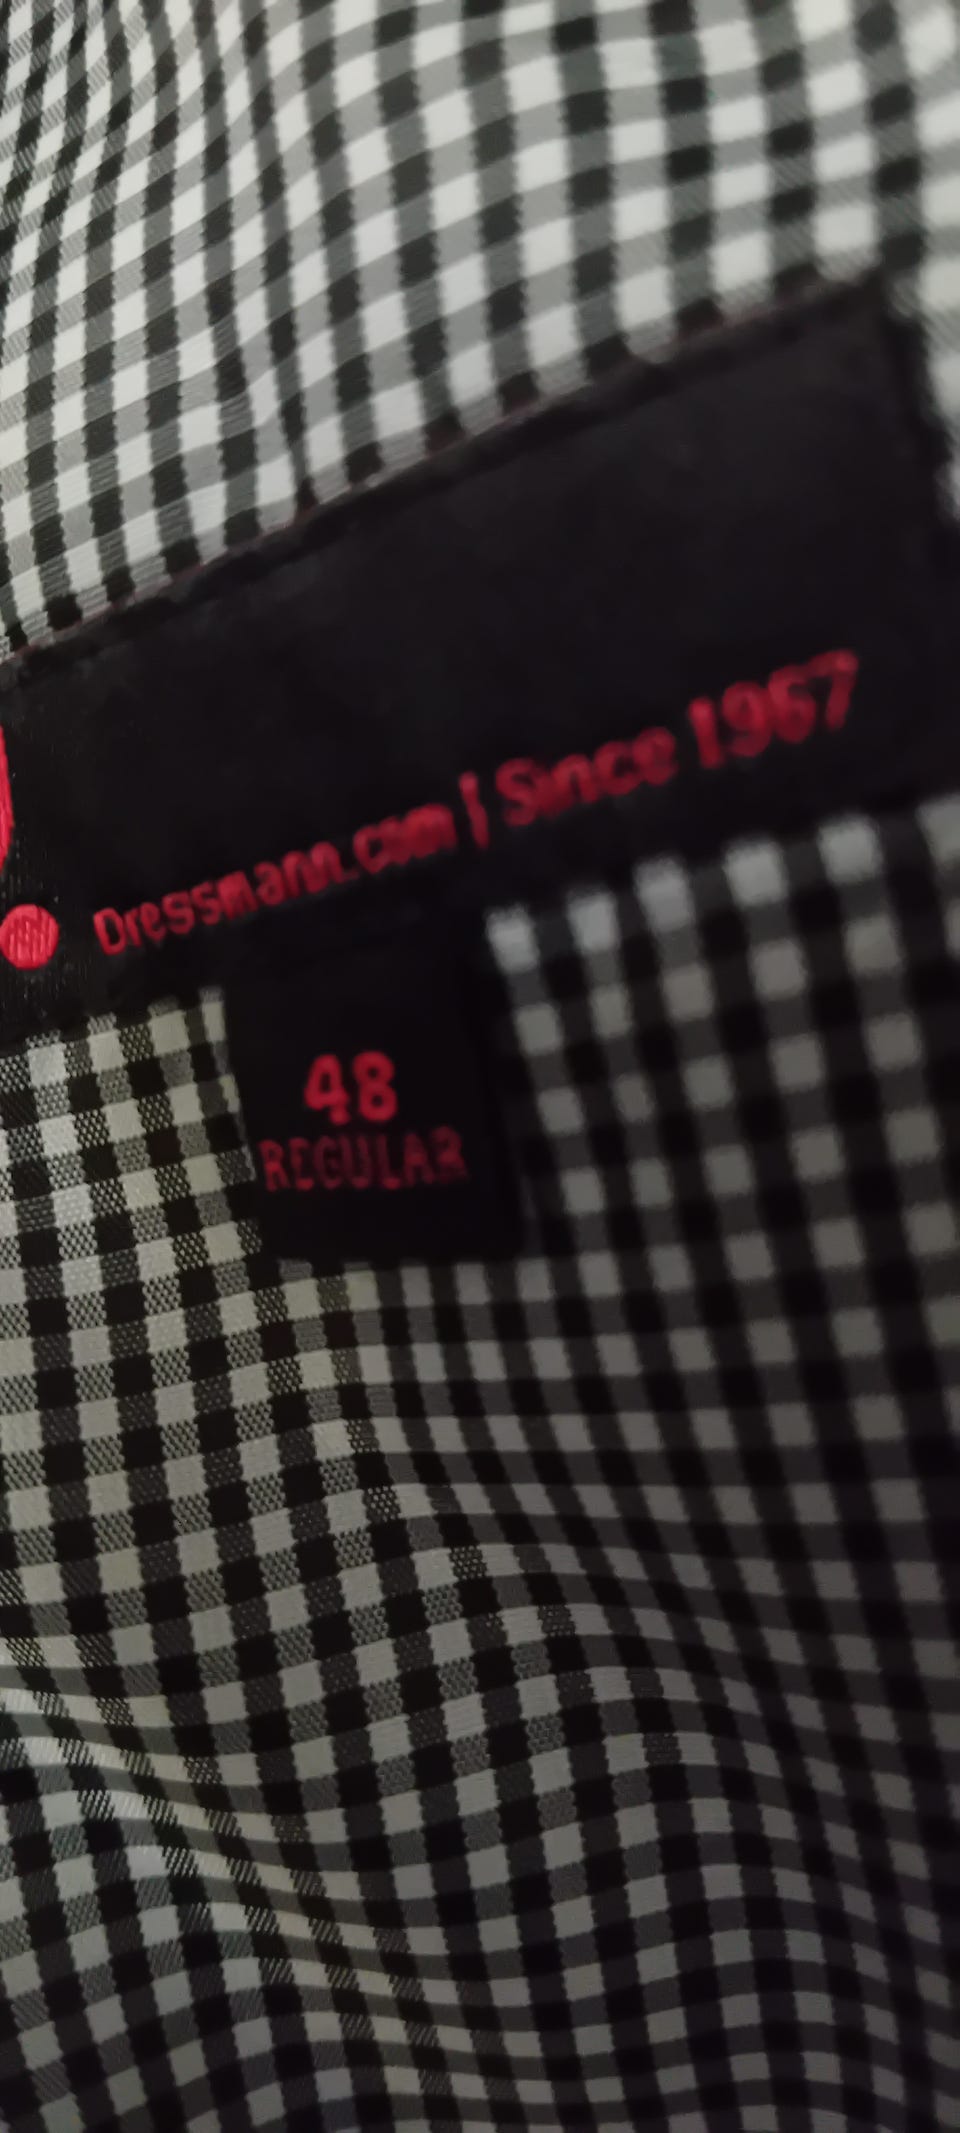 Dressmann.com | Since 1967
48
REGULAR